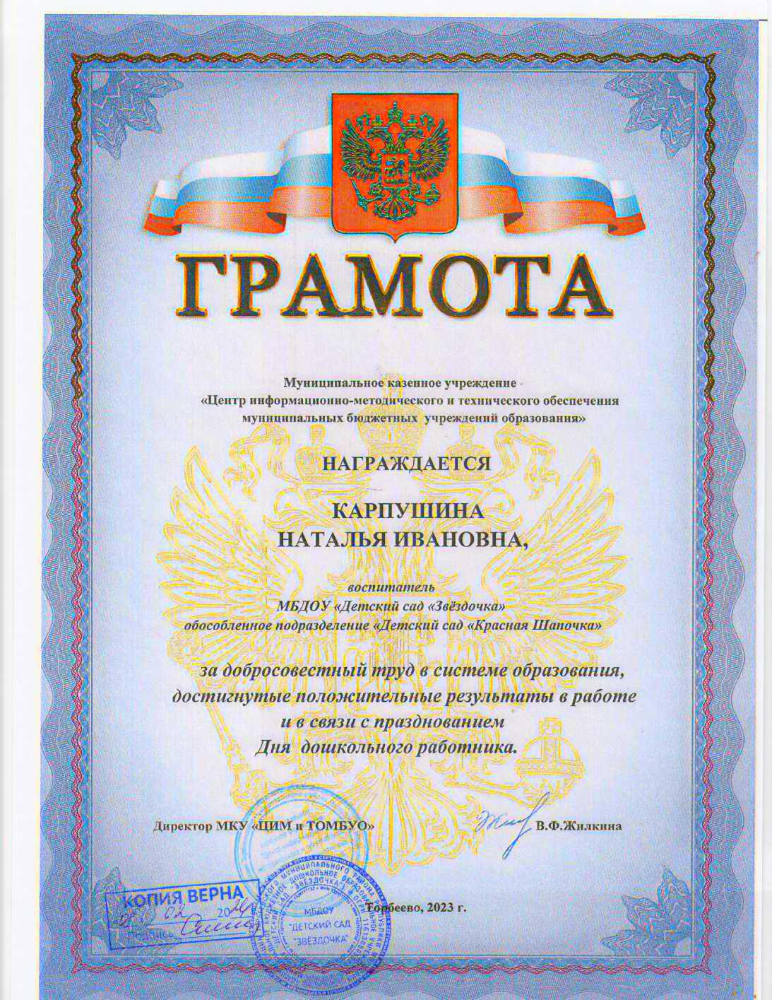 ГРАМОТА
Муниципальное казенное учреждение
«Центр информационно-методического и технического обеспечения
муниципальных бюджетных учреждений образования»
НАГРАЖДАЕТСЯ
КАРПУШИНА
НАТАЛЬЯ ИВАНОВНА,
воспитатель
МБДОУ «Детский сад «Звёздочка»
обособленное подразделение «Детский сад «Красная Шапочка»
за добросовестный труд в системе образования,
достигнутые положительные результаты в работе
и в связи с празднованием
Дня дошкольного работника.
Директор МКУ «ЦИМ и ТОМБУО»
В.Ф.Жилкина
КОПИЯ ВЕРНА
02 20
Подпись
МБДОУ
"ДЕТСКИЙ САД
"ЗВЁЗДОЧКА"
Торбеево, 2023 г.